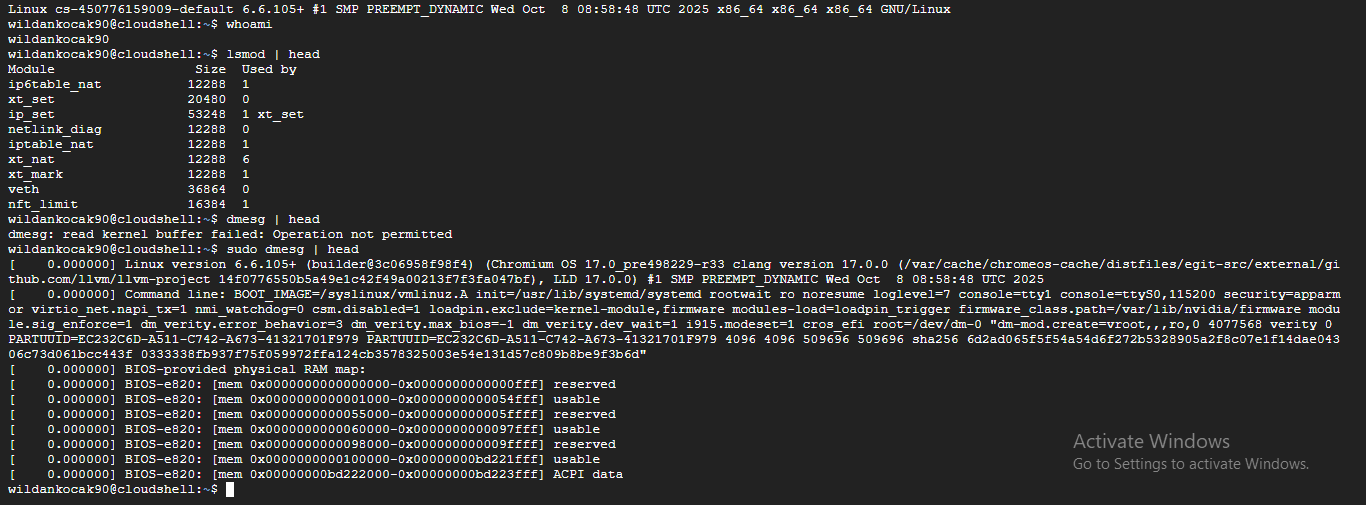 Linux cs-450776159009-default 6.6.105+ #1 SMP PREEMPT_DYNAMIC Wed Oct  8 08:58:48 UTC 2025 x86_64 x86_64 x86_64 GNU/Linux
wildankocak90@cloudshell:~$ whoami
wildankocak90
wildankocak90@cloudshell:~$ lsmod | head
Module                  Size  Used by
ip6table_nat           12288  1
xt_set                 20480  0
ip_set                 53248  1 xt_set
netlink_diag           12288  0
iptable_nat            12288  1
xt_nat                 12288  6
xt_mark                12288  1
veth                   36864  0
nft_limit              16384  1
wildankocak90@cloudshell:~$ dmesg | head
dmesg: read kernel buffer failed: Operation not permitted
wildankocak90@cloudshell:~$ sudo dmesg | head
[    0.000000] Linux version 6.6.105+ (builder@3c06958f98f4) (Chromium OS 17.0_pre498229-r33 clang version 17.0.0 (/var/cache/chromeos-cache/distfiles/egit-src/external/gi
thub.com/llvm/llvm-project 14f0776550b5a49e1c42f49a00213f7f3fa047bf), LLD 17.0.0) #1 SMP PREEMPT_DYNAMIC Wed Oct  8 08:58:48 UTC 2025
[    0.000000] Command line: BOOT_IMAGE=/syslinux/vmlinuz.A init=/usr/lib/systemd/systemd rootwait ro noresume loglevel=7 console=tty1 console=ttyS0,115200 security=apparm
or virtio_net.napi_tx=1 nmi_watchdog=0 csm.disabled=1 loadpin.exclude=kernel-module,firmware modules-load=loadpin_trigger firmware_class.path=/var/lib/nvidia/firmware modu
le.sig_enforce=1 dm_verity.error_behavior=3 dm_verity.max_bios=-1 dm_verity.dev_wait=1 i915.modeset=1 cros_efi root=/dev/dm-0 "dm-mod.create=vroot,,,ro,0 4077568 verity 0 
PARTUUID=EC232C6D-A511-C742-A673-41321701F979 PARTUUID=EC232C6D-A511-C742-A673-41321701F979 4096 4096 509696 509696 sha256 6d2ad065f5f54a54d6f272b5328905a2f8c07e1f14dae043
06c73d061bcc443f 0333338fb937f75f059972ffa124cb3578325003e54e131d57c809b8be9f3b6d"
[    0.000000] BIOS-provided physical RAM map:
[    0.000000] BIOS-e820: [mem 0x0000000000000000-0x0000000000000fff] reserved
[    0.000000] BIOS-e820: [mem 0x0000000000001000-0x0000000000054fff] usable
[    0.000000] BIOS-e820: [mem 0x0000000000055000-0x000000000005ffff] reserved
[    0.000000] BIOS-e820: [mem 0x0000000000060000-0x0000000000097fff] usable
[    0.000000] BIOS-e820: [mem 0x0000000000098000-0x000000000009ffff] reserved
[    0.000000] BIOS-e820: [mem 0x0000000000100000-0x00000000bd221fff] usable
[    0.000000] BIOS-e820: [mem 0x00000000bd222000-0x00000000bd223fff] ACPI data
wildankocak90@cloudshell:~$
Activate Windows
Go to Settings to activate Windows.